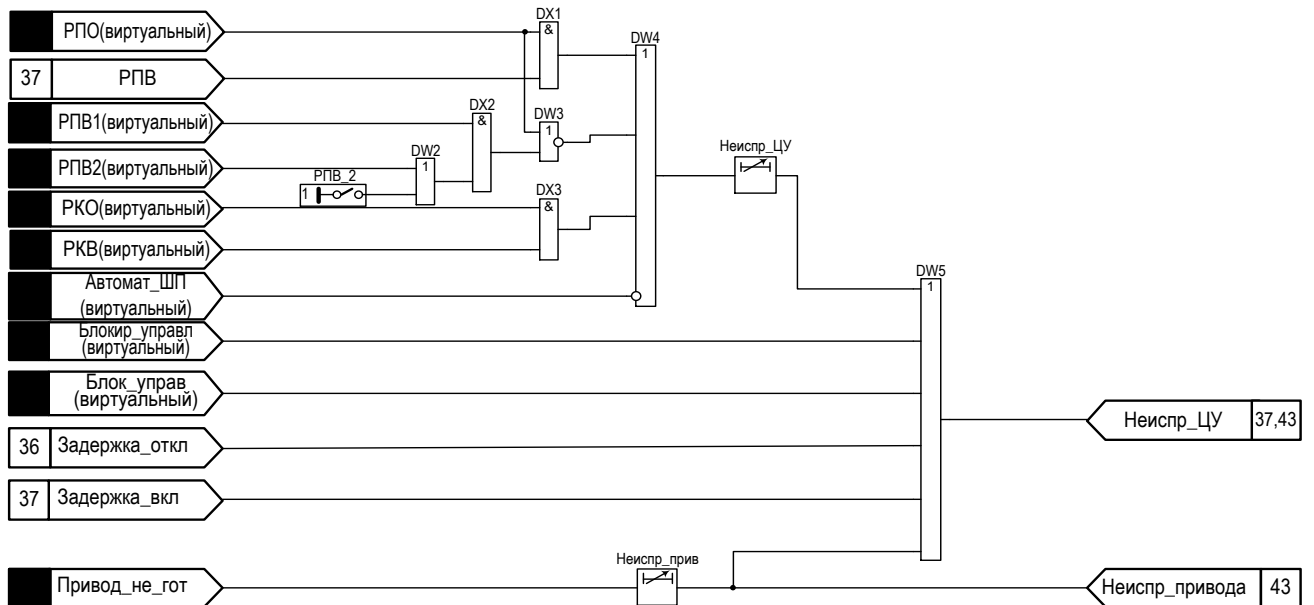 РПО(виртуальный)
DX1
&
DW4
1
37 РПВ
РПВ1(виртуальный)
DX2
&
DW3
1
РПВ2(виртуальный)
DW2
1
РПВ_2
1
Неиспр_ЦУ
РКО(виртуальный)
DX3
&
РКВ(виртуальный)
Автомат_ШП
(виртуальный)
DW5
1
Блокир_управл
(виртуальный)
Блок_управ
(виртуальный)
Неиспр_ЦУ 37,43
36 Задержка_откл
37 Задержка_вкл
Неиспр_прив
Привод_не_гот
Неиспр_привода 43